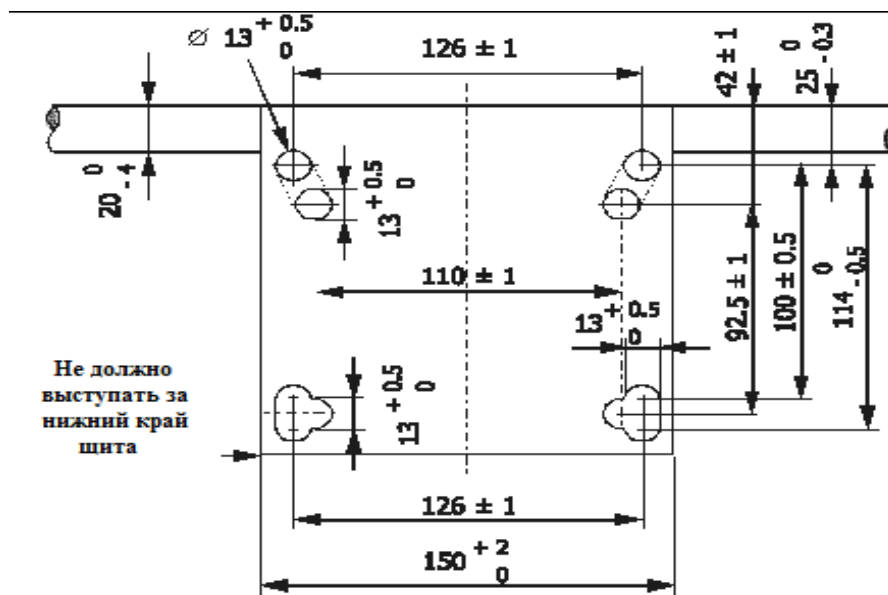 Ø 13 + 0.5 0
126 ± 1
42 ± 1
25 0 - 0.3
20 0 - 4
13 + 0.5 0
110 ± 1
13 + 0.5 0
92.5 ± 1
100 ± 0.5
114 0 - 0.5
13 + 0.5 0
Не должно
выступать за
нижний край
щита
126 ± 1
150 + 2 0